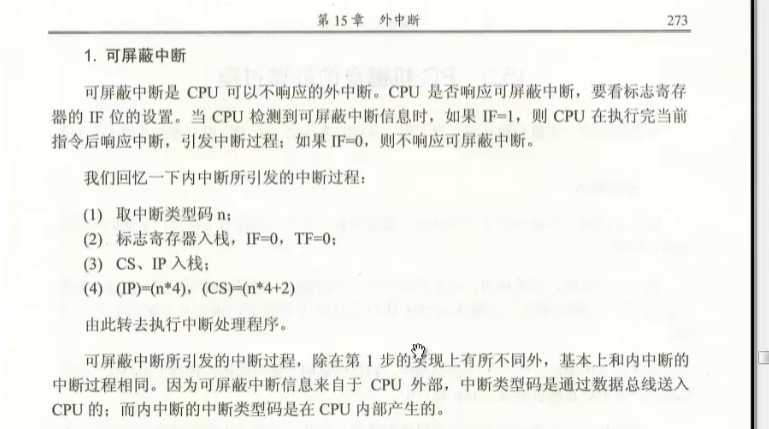 第 15 章　外中断　273
1. 可屏蔽中断
可屏蔽中断是 CPU 可以不响应的外中断。CPU 是否响应可屏蔽中断，要看标志寄存
器的 IF 位的设置。当 CPU 检测到可屏蔽中断信息时，如果 IF=1，则 CPU 在执行完当前
指令后响应中断，引发中断过程；如果 IF=0，则不响应可屏蔽中断。
我们回忆一下内中断所引发的中断过程：
(1) 取中断类型码 n；
(2) 标志寄存器入栈，IF=0，TF=0；
(3) CS、IP 入栈；
(4) (IP)=(n*4)，(CS)=(n*4+2)
由此转去执行中断处理程序。
可屏蔽中断所引发的中断过程，除在第 1 步的实现上有所不同外，基本上和内中断的
中断过程相同。因为可屏蔽中断信息来自于 CPU 外部，中断类型码是通过数据总线送入
CPU 的；而内中断的中断类型码是在 CPU 内部产生的。